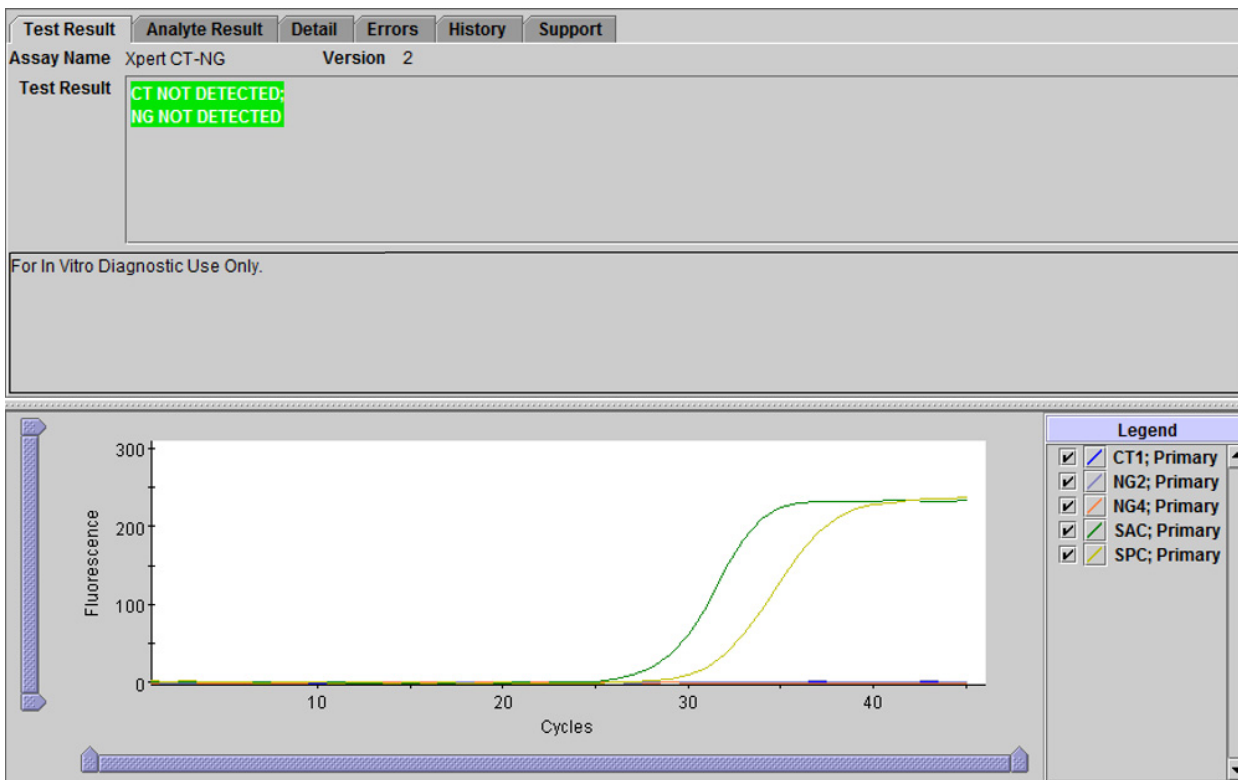 Test Result Analyte Result Detail Errors History Support
Assay Name Xpert CT-NG Version 2
Test Result CT NOT DETECTED;
NG NOT DETECTED
For In Vitro Diagnostic Use Only.
300
200
100
0
Fluorescence
10 20 30 40
Cycles
Legend
CT1; Primary
NG2; Primary
NG4; Primary
SAC; Primary
SPC; Primary